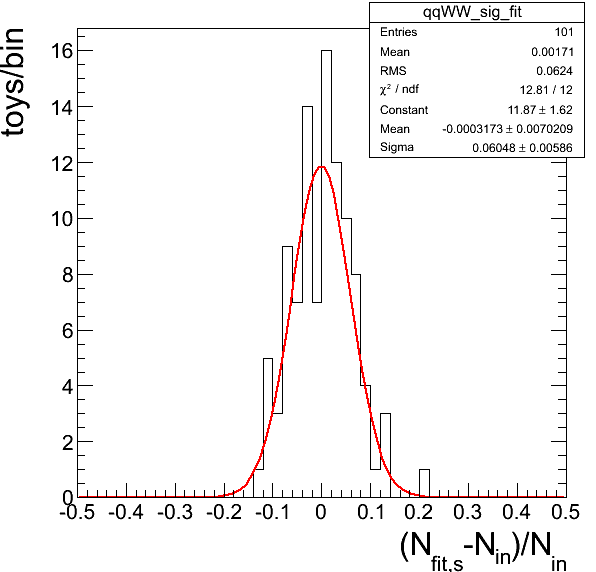 qqWW_sig_fit
Entries 101
Mean 0.00171
RMS 0.0624
χ² / ndf 12.81 / 12
Constant 11.87 ± 1.62
Mean -0.0003173 ± 0.0070209
Sigma 0.06048 ± 0.00586
toys/bin
16
14
12
10
8
6
4
2
0
-0.5 -0.4 -0.3 -0.2 -0.1 0 0.1 0.2 0.3 0.4 0.5
(N_fit,s-N_in)/N_in